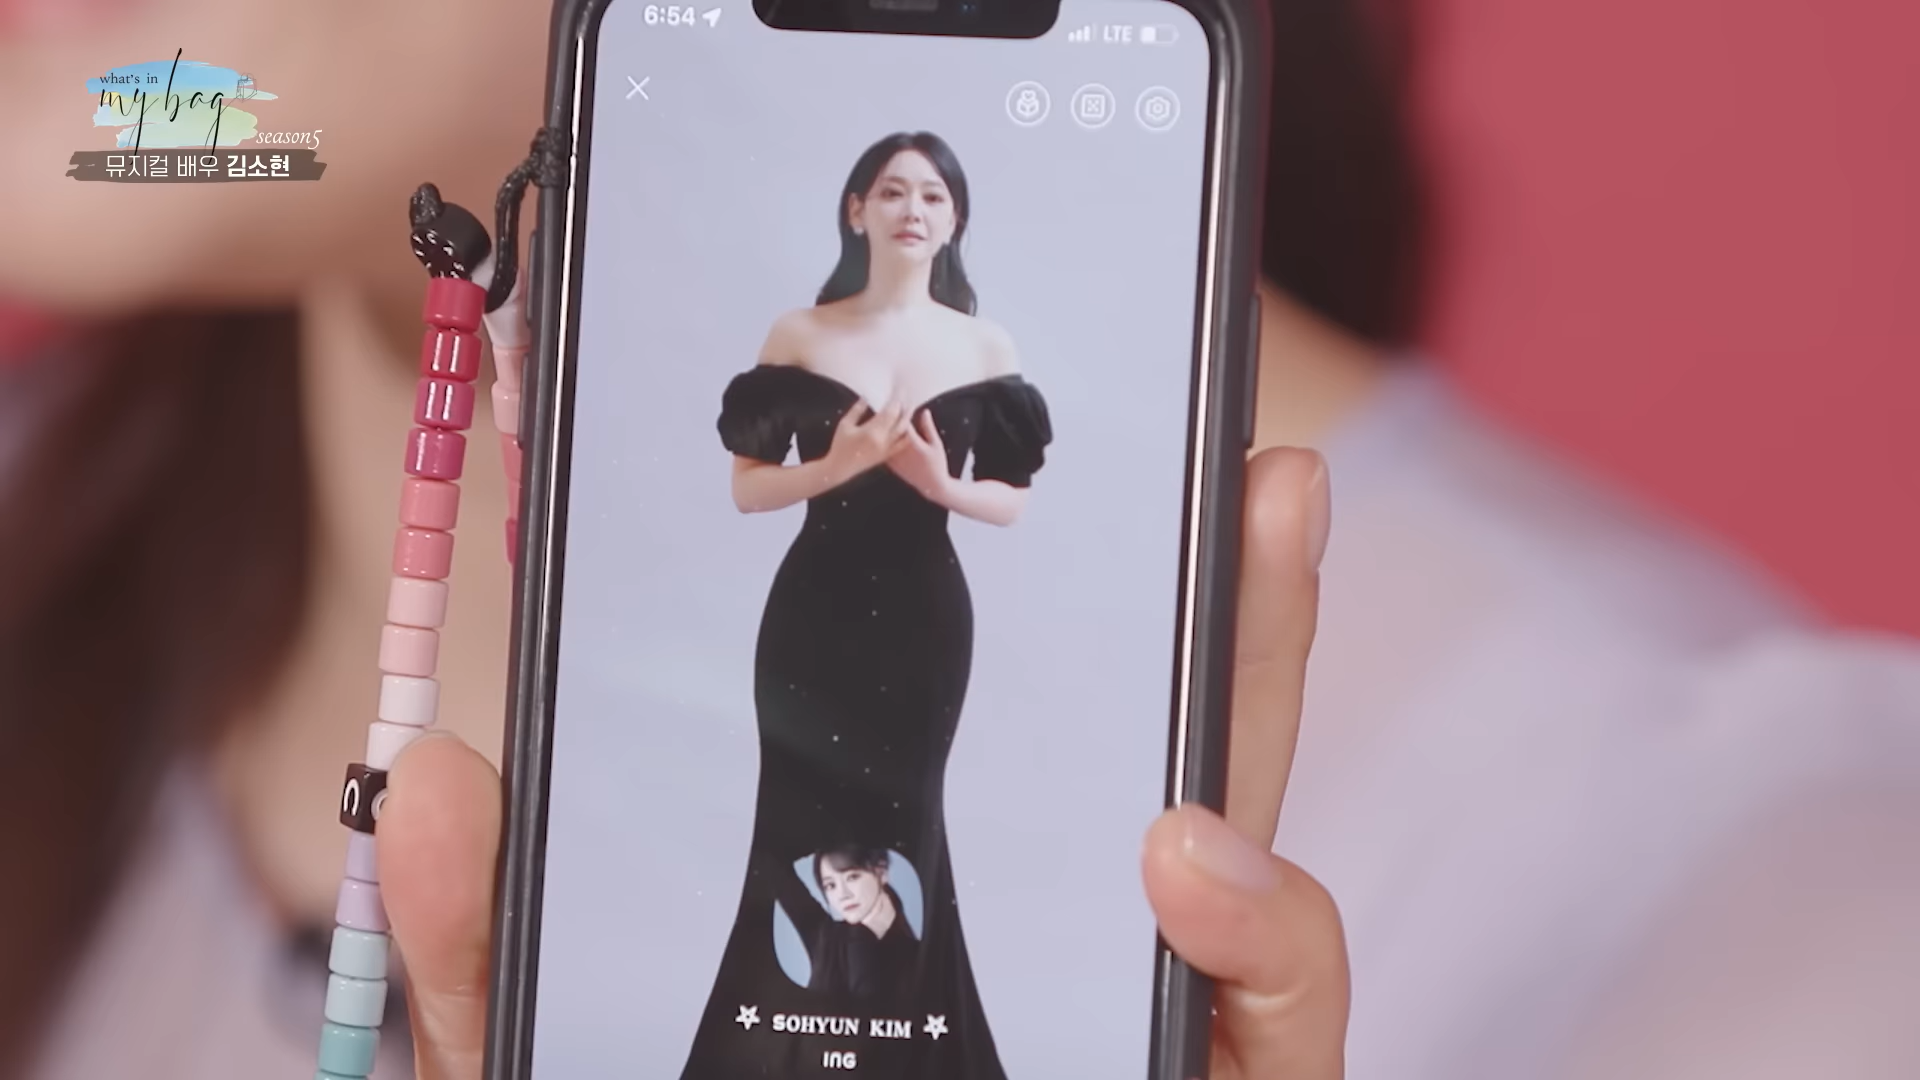 what's in
my bag
season5
뮤지컬 배우 김소현
6:54
LTE
SOHYUN KIM
ING